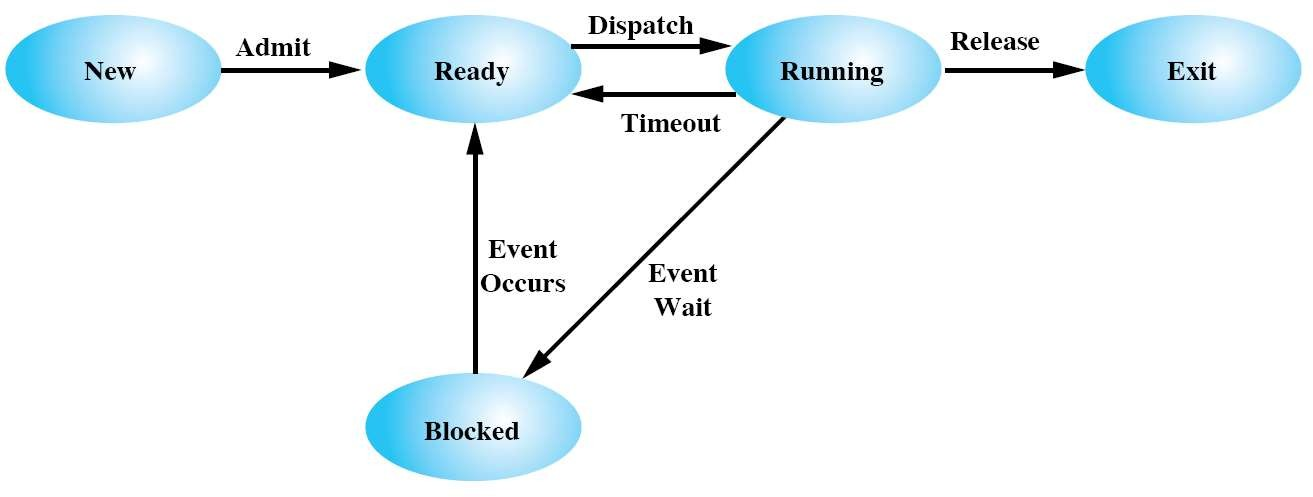 Dispatch
Admit
Release
New
Ready
Running
Exit
Timeout
Event
Occurs
Event
Wait
Blocked